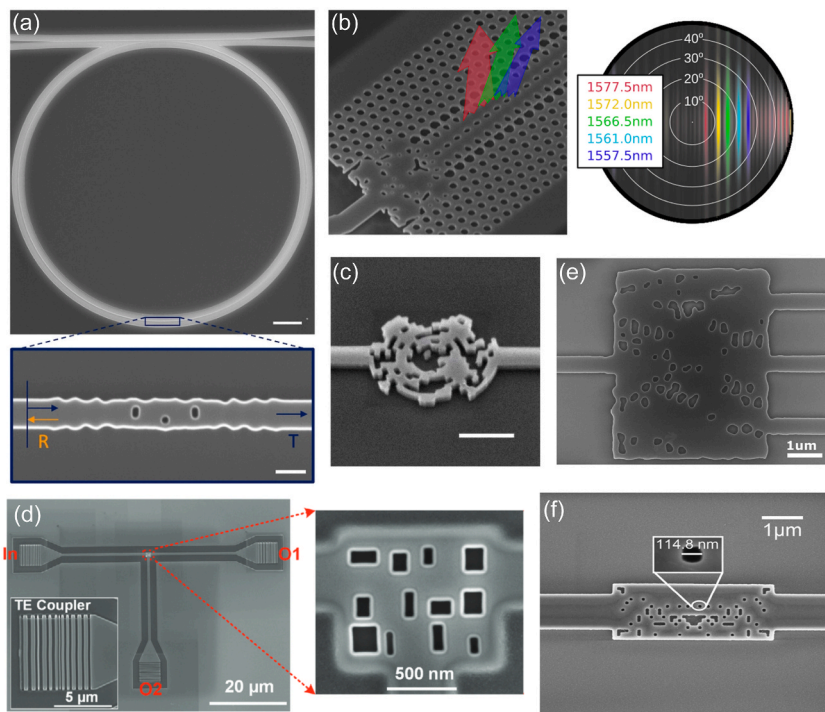 (a)
(b)
40°
30°
20°
10°
1577.5nm
1572.0nm
1566.5nm
1561.0nm
1557.5nm
R
T
(c)
(e)
1um
(d)
In
O1
TE Coupler
5 μm
O2
20 μm
500 nm
(f)
1μm
114.8 nm